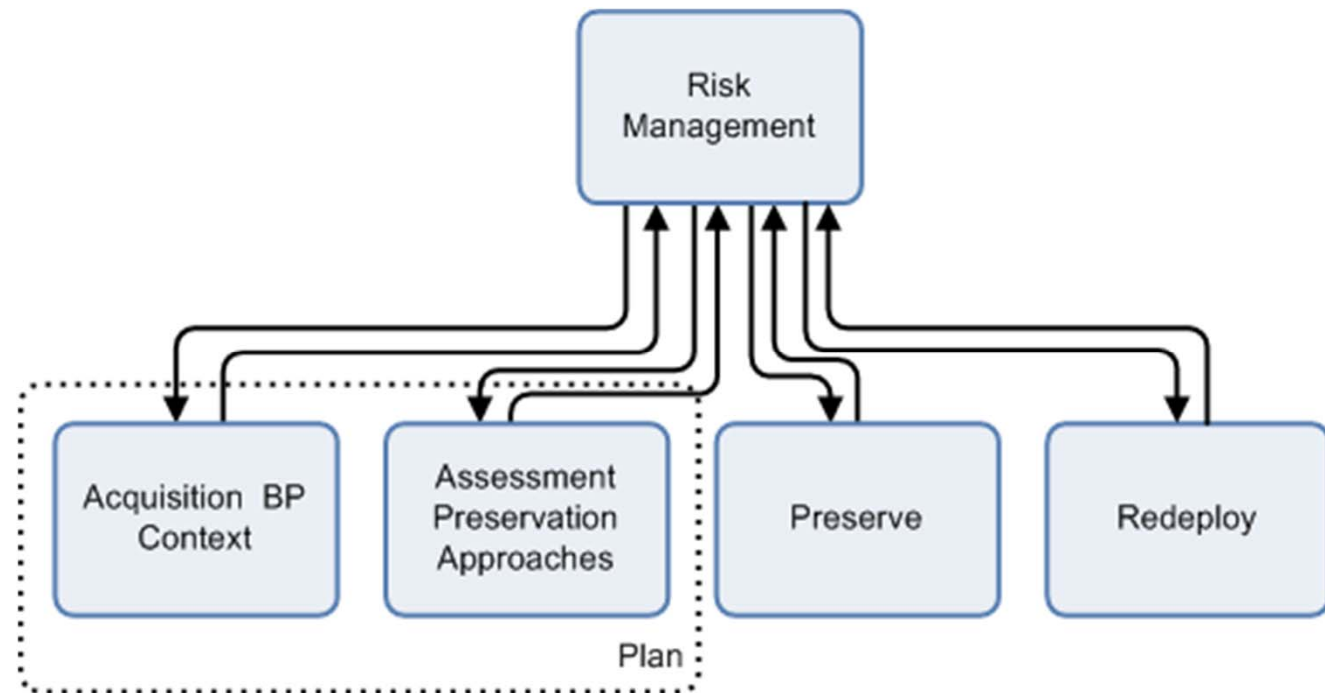 Risk
Management
Acquisition BP
Context
Assessment
Preservation
Approaches
Preserve
Redeploy
Plan